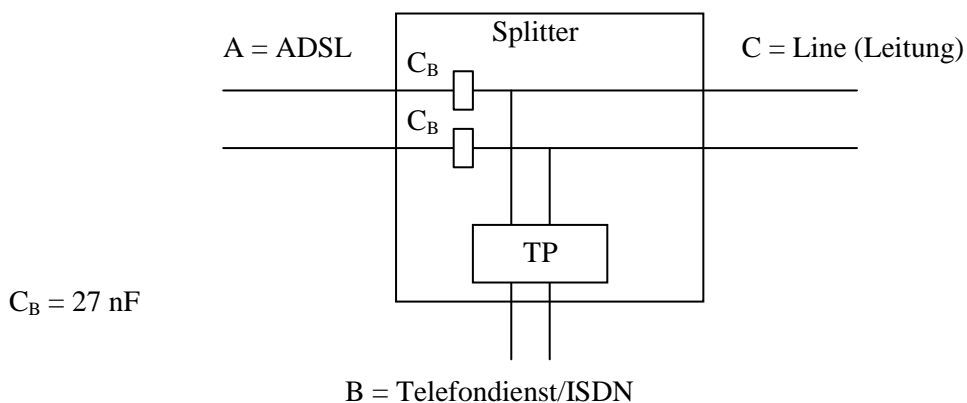 Splitter
A = ADSL
C = Line (Leitung)
C_B
C_B
TP
C_B = 27 nF
B = Telefondienst/ISDN